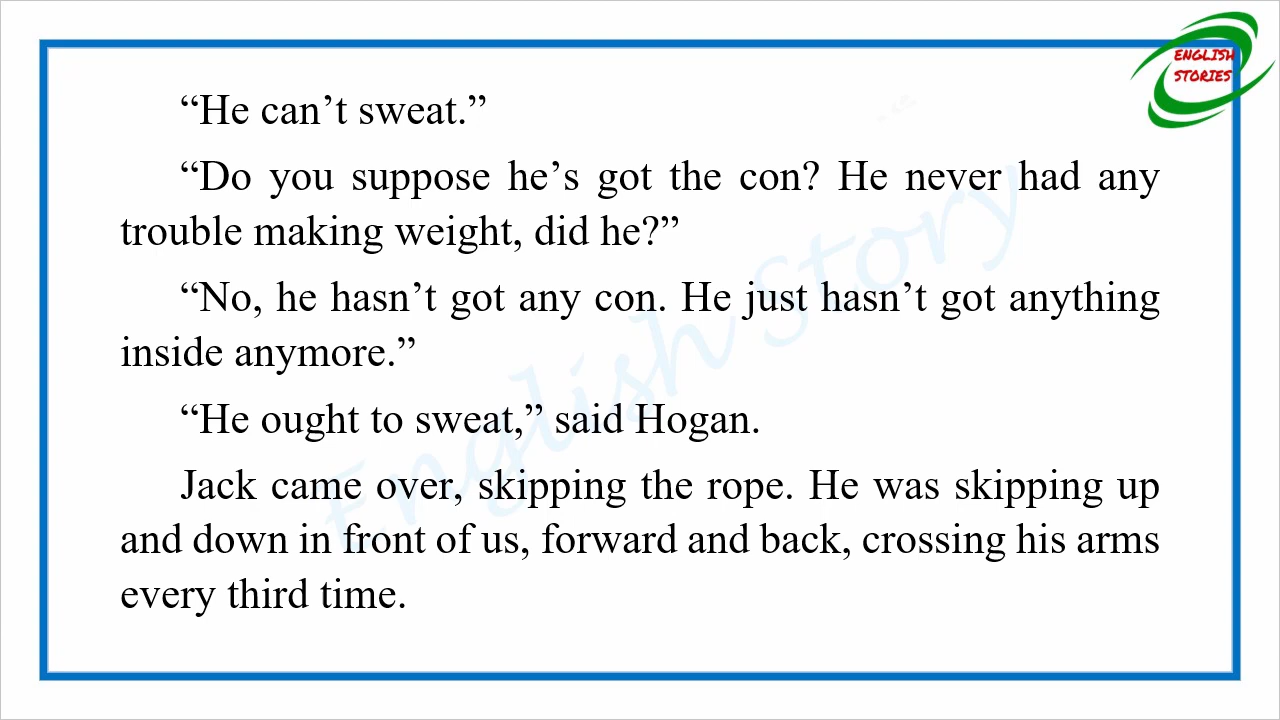 ENGLISH
STORIES
“He can’t sweat.”
“Do you suppose he’s got the con? He never had any
trouble making weight, did he?”
“No, he hasn’t got any con. He just hasn’t got anything
inside anymore.”
“He ought to sweat,” said Hogan.
Jack came over, skipping the rope. He was skipping up
and down in front of us, forward and back, crossing his arms
every third time.
English Story